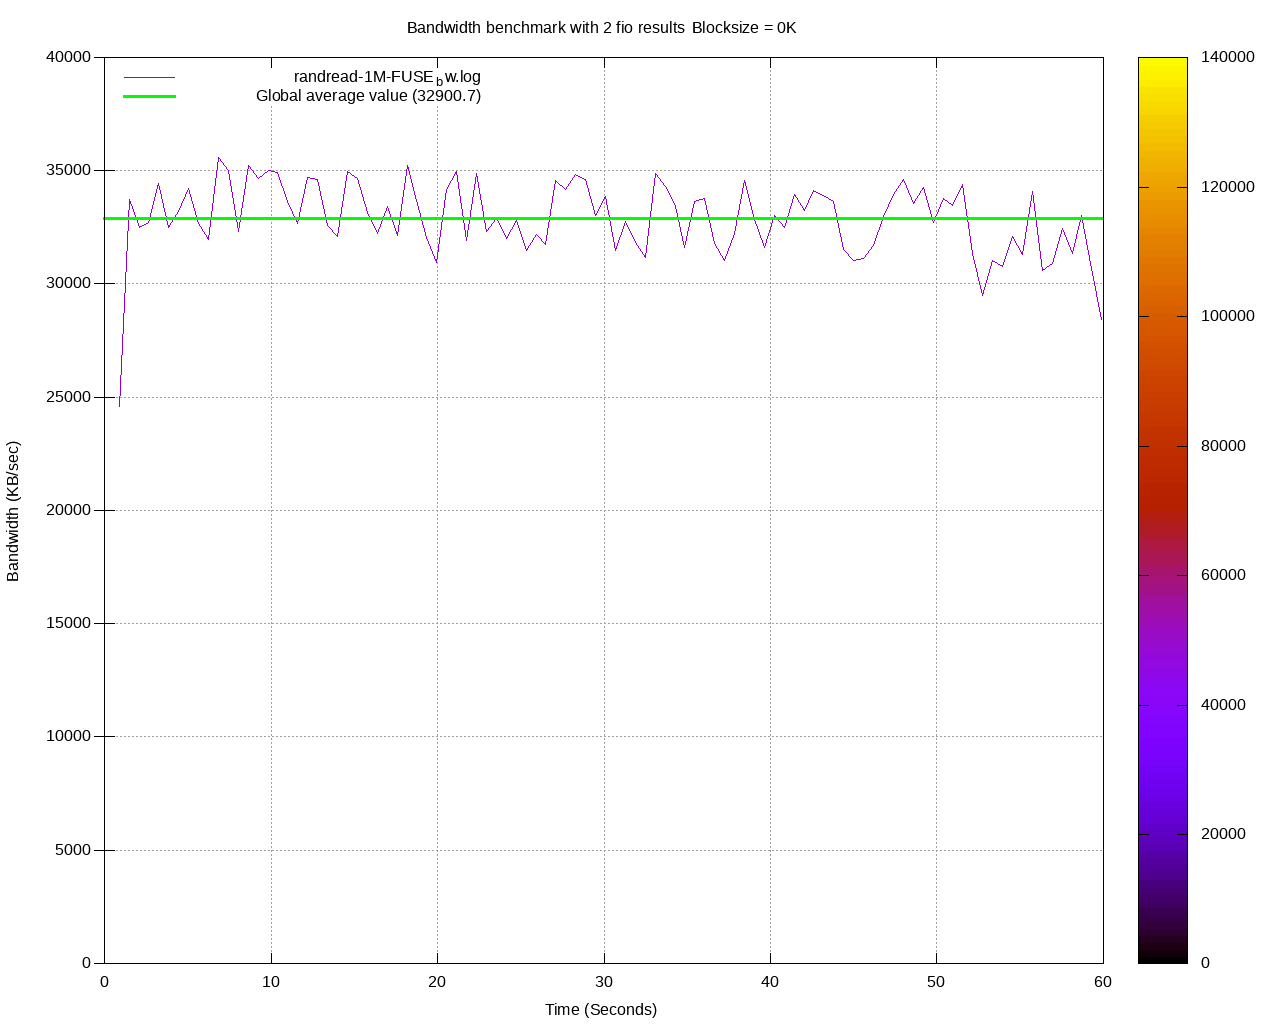 Bandwidth benchmark with 2 fio results Blocksize = 0K
randread-1M-FUSE_bw.log
Global average value (32900.7)
Bandwidth (KB/sec)
40000
35000
30000
25000
20000
15000
10000
5000
0
0 10 20 30 40 50 60
Time (Seconds)
140000
120000
100000
80000
60000
40000
20000
0